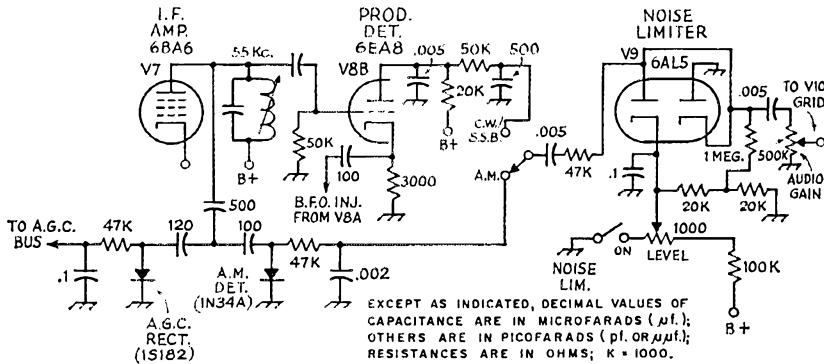 I.F.
AMP.
6BA6
V7
55 Kc.
PROD.
DET.
6EA8
V8B
.005
50K
500
20K
B+
C.W./
S.S.B.
NOISE
LIMITER
V9
6AL5
.005
TO V10
GRID
1 MEG.
500K
AUDIO
GAIN
B+
50K
100
3000
B.F.O. INJ.
FROM V8A
.005
47K
A.M.
.1
20K
20K
500
TO A.G.C.
BUS
47K
120
100
47K
.1
A.G.C.
RECT.
(1S182)
A.M.
DET.
(1N34A)
.002
NOISE
LIM.
ON
1000
LEVEL
100K
B+
EXCEPT AS INDICATED, DECIMAL VALUES OF
CAPACITANCE ARE IN MICROFARADS (µf.);
OTHERS ARE IN PICOFARADS (pf. OR µµf.);
RESISTANCES ARE IN OHMS; K = 1000.